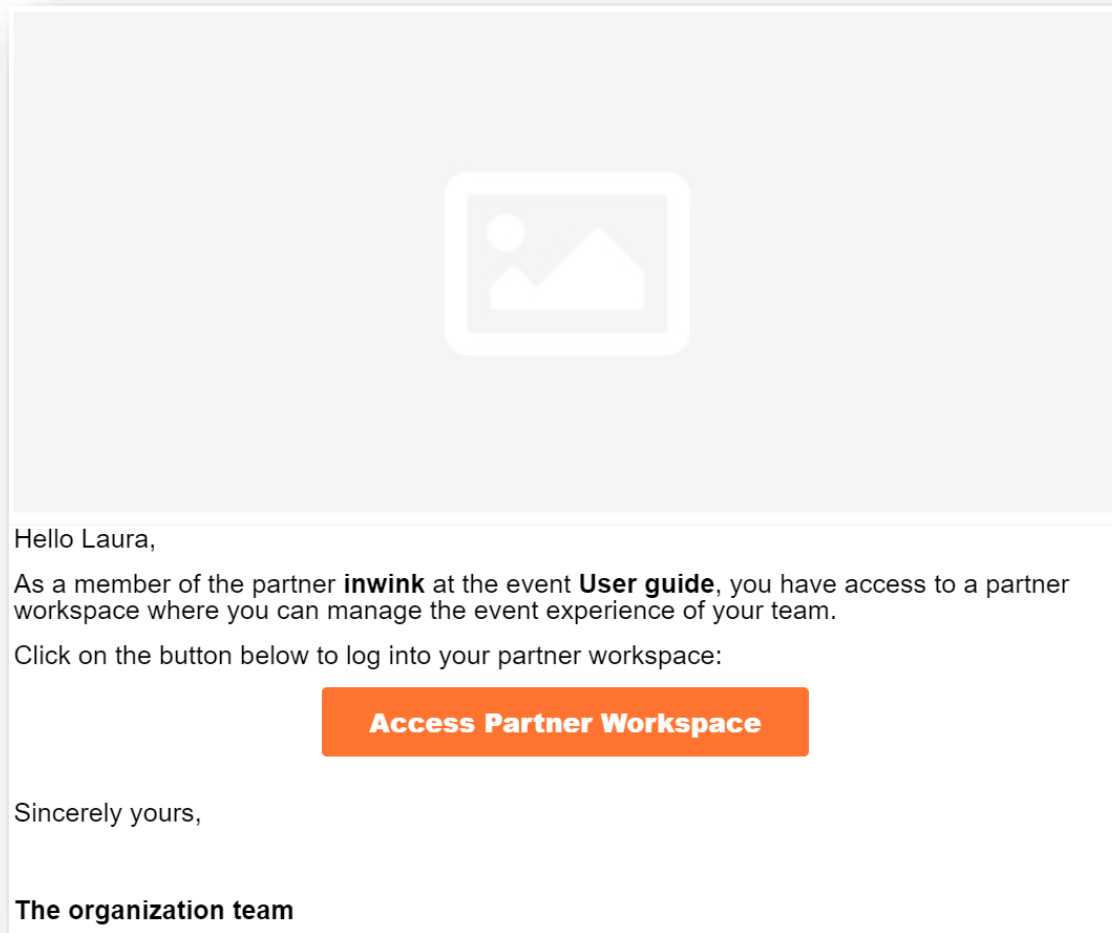 Hello Laura,
As a member of the partner inwink at the event User guide, you have access to a partner
workspace where you can manage the event experience of your team.
Click on the button below to log into your partner workspace:
Access Partner Workspace
Sincerely yours,
The organization team